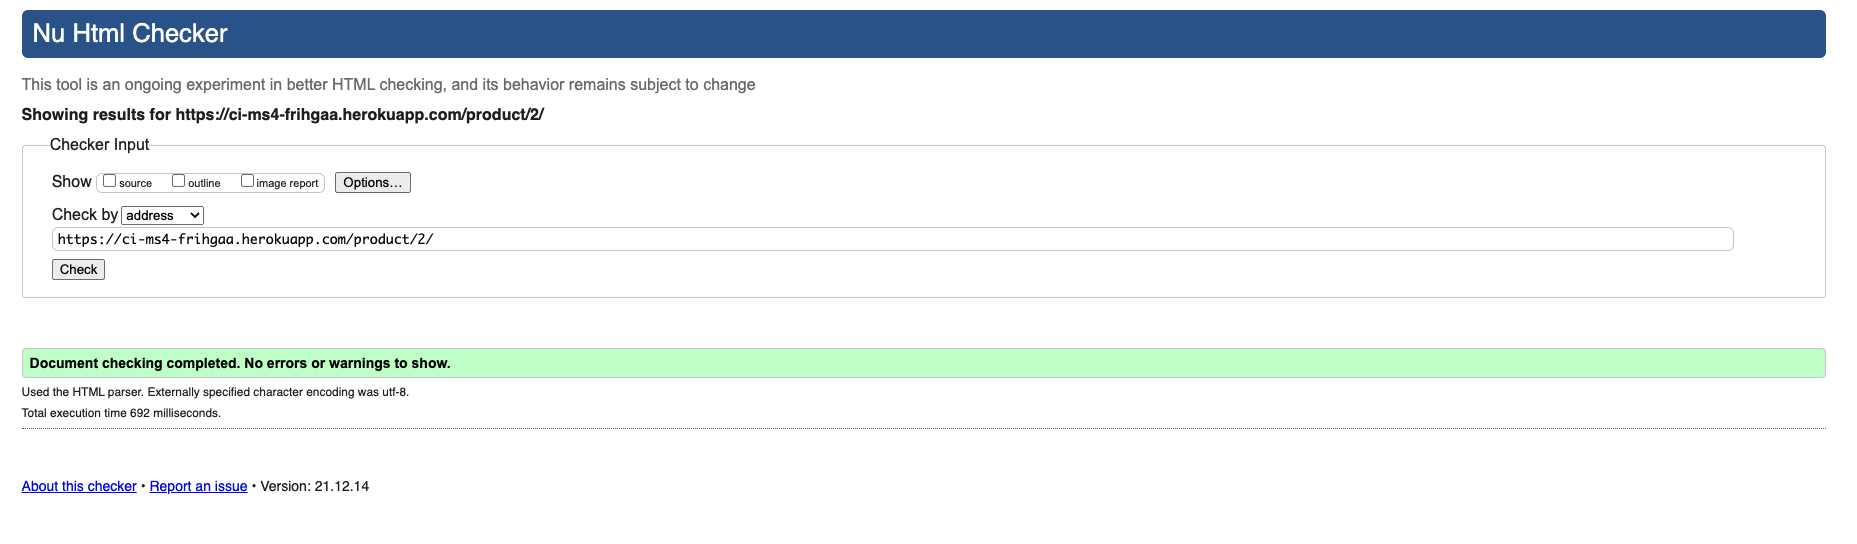 Nu Html Checker
This tool is an ongoing experiment in better HTML checking, and its behavior remains subject to change
Showing results for https://ci-ms4-frihgaa.herokuapp.com/product/2/
Checker Input
Show source outline image report Options…
Check by address
https://ci-ms4-frihgaa.herokuapp.com/product/2/
Check
Document checking completed. No errors or warnings to show.
Used the HTML parser. Externally specified character encoding was utf-8.
Total execution time 692 milliseconds.
About this checker • Report an issue • Version: 21.12.14